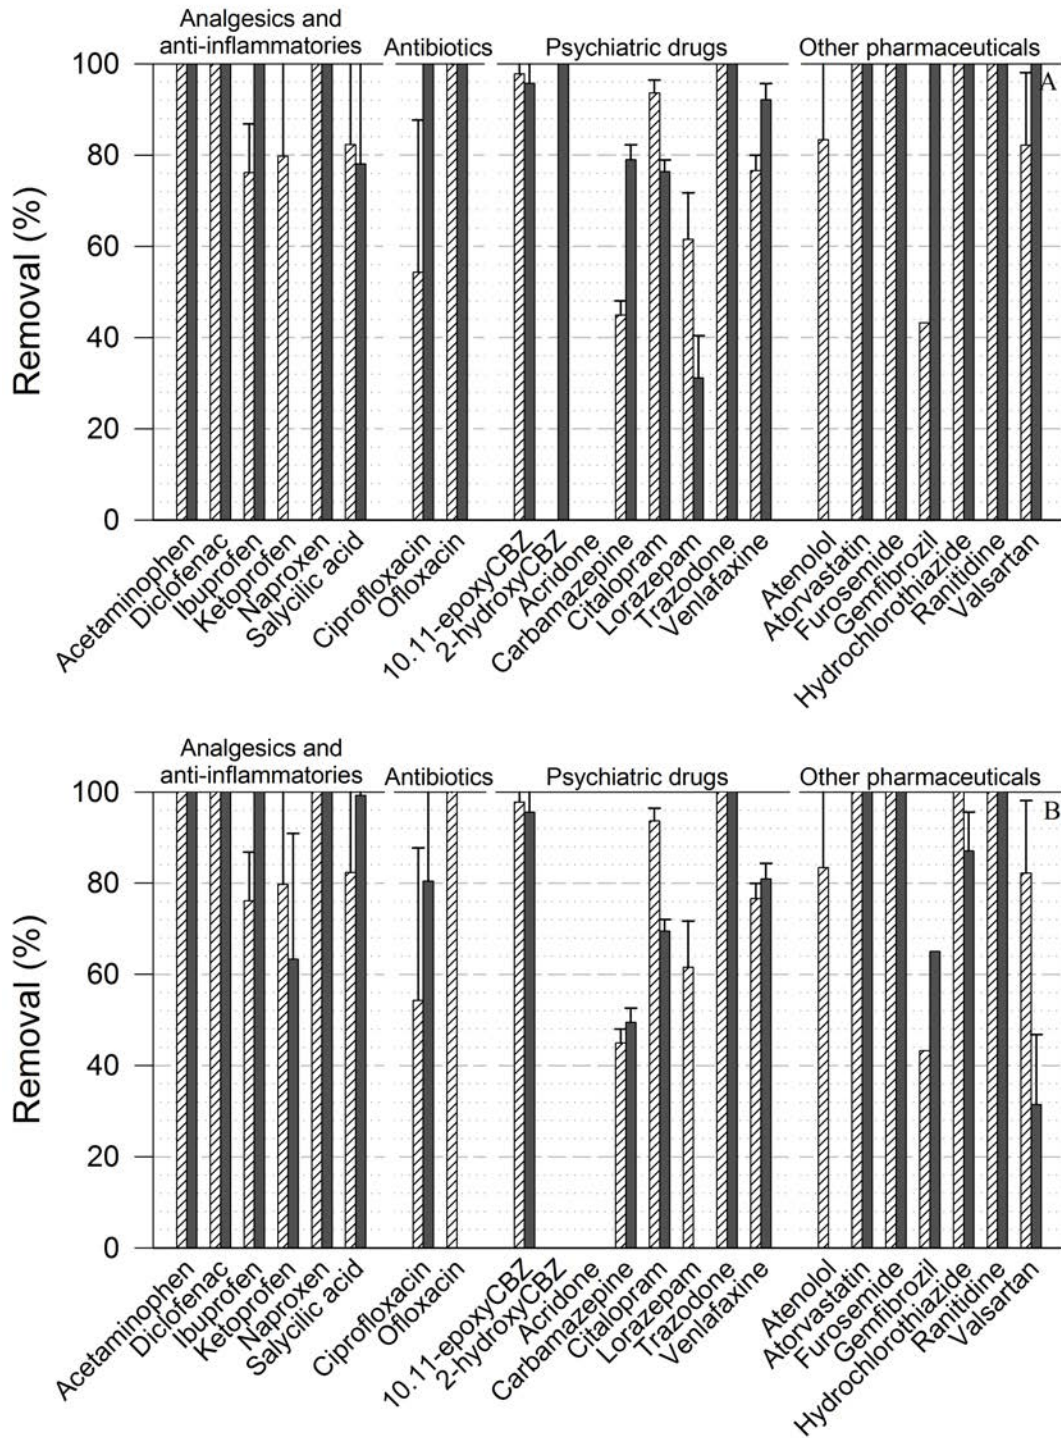 Analgesics and
anti-inflammatories
Antibiotics
Psychiatric drugs
Other pharmaceuticals
A
Removal (%)
100
80
60
40
20
0
Acetaminophen
Diclofenac
Ibuprofen
Ketoprofen
Naproxen
Salycilic acid
Ciprofloxacin
Ofloxacin
10.11-epoxyCBZ
2-hydroxyCBZ
Acridone
Carbamazepine
Citalopram
Lorazepam
Trazodone
Venlafaxine
Atenolol
Atorvastatin
Furosemide
Gemfibrozil
Hydrochlorothiazide
Ranitidine
Valsartan
Analgesics and
anti-inflammatories
Antibiotics
Psychiatric drugs
Other pharmaceuticals
B
Removal (%)
100
80
60
40
20
0
Acetaminophen
Diclofenac
Ibuprofen
Ketoprofen
Naproxen
Salycilic acid
Ciprofloxacin
Ofloxacin
10.11-epoxyCBZ
2-hydroxyCBZ
Acridone
Carbamazepine
Citalopram
Lorazepam
Trazodone
Venlafaxine
Atenolol
Atorvastatin
Furosemide
Gemfibrozil
Hydrochlorothiazide
Ranitidine
Valsartan